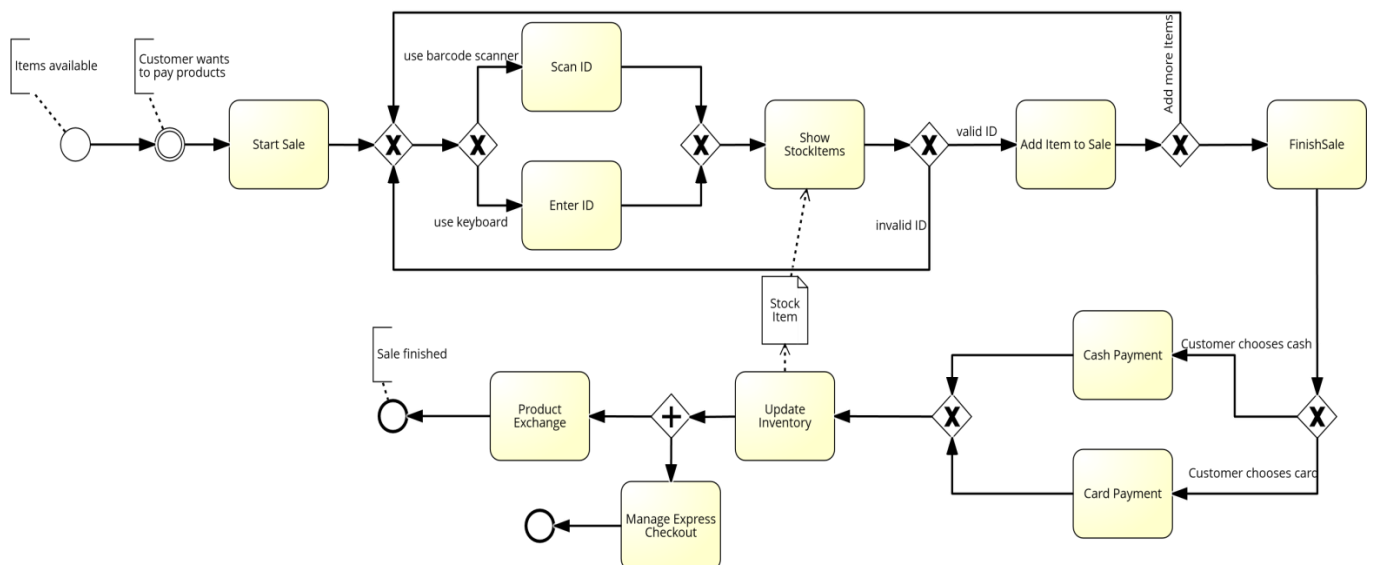 Items available
Customer wants
to pay products
Start Sale
use barcode scanner
Scan ID
use keyboard
Enter ID
Show
StockItems
valid ID
invalid ID
Add Item to Sale
Add more Items
FinishSale
Stock
Item
Sale finished
Product
Exchange
Update
Inventory
Cash Payment
Customer chooses cash
Card Payment
Customer chooses card
Manage Express
Checkout